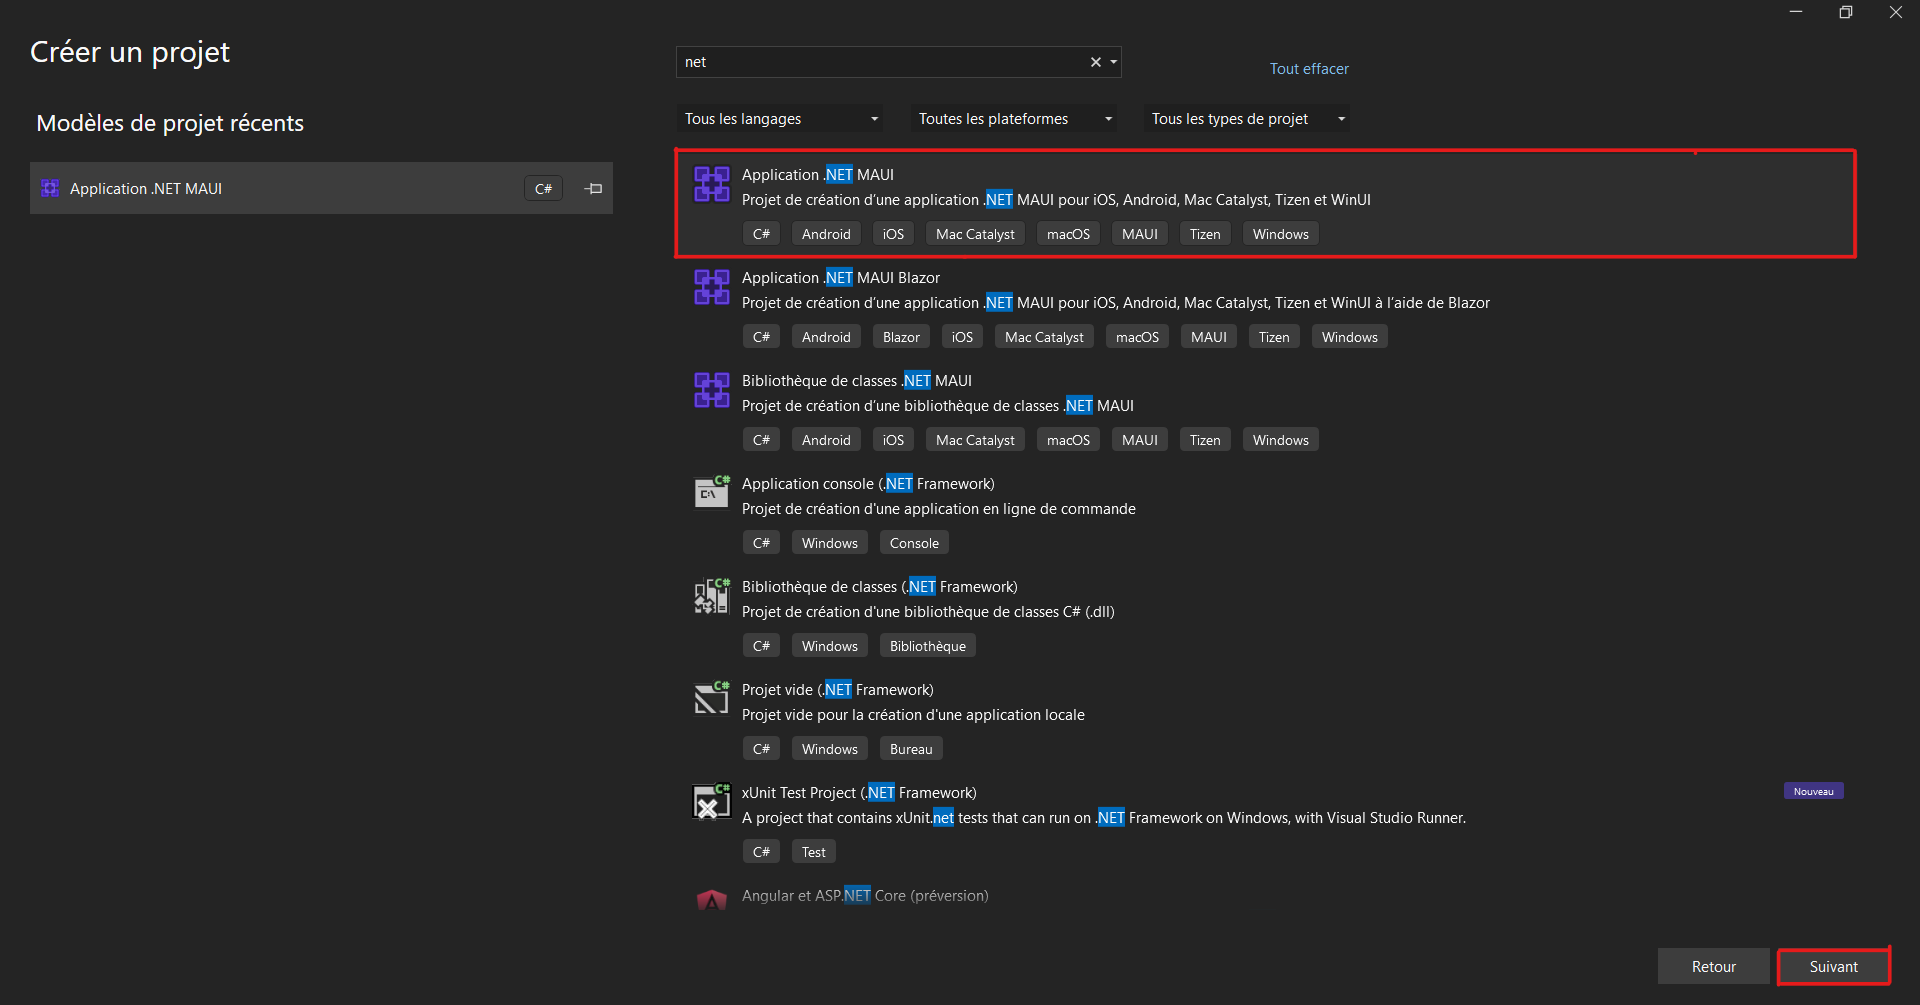 Créer un projet
Modèles de projet récents
Application .NET MAUI
C#
net
Tout effacer
Tous les langages
Toutes les plateformes
Tous les types de projet
Application .NET MAUI
Projet de création d’une application .NET MAUI pour iOS, Android, Mac Catalyst, Tizen et WinUI
C# Android iOS Mac Catalyst macOS MAUI Tizen Windows
Application .NET MAUI Blazor
Projet de création d’une application .NET MAUI pour iOS, Android, Mac Catalyst, Tizen et WinUI à l’aide de Blazor
C# Android Blazor iOS Mac Catalyst macOS MAUI Tizen Windows
Bibliothèque de classes .NET MAUI
Projet de création d’une bibliothèque de classes .NET MAUI
C# Android iOS Mac Catalyst macOS MAUI Tizen Windows
C#
C:\
Application console (.NET Framework)
Projet de création d'une application en ligne de commande
C# Windows Console
C#
Bibliothèque de classes (.NET Framework)
Projet de création d'une bibliothèque de classes C# (.dll)
C# Windows Bibliothèque
C#
Projet vide (.NET Framework)
Projet vide pour la création d'une application locale
C# Windows Bureau
C#
xUnit Test Project (.NET Framework)
Nouveau
A project that contains xUnit.net tests that can run on .NET Framework on Windows, with Visual Studio Runner.
C# Test
A
Angular et ASP.NET Core (préversion)
Retour
Suivant